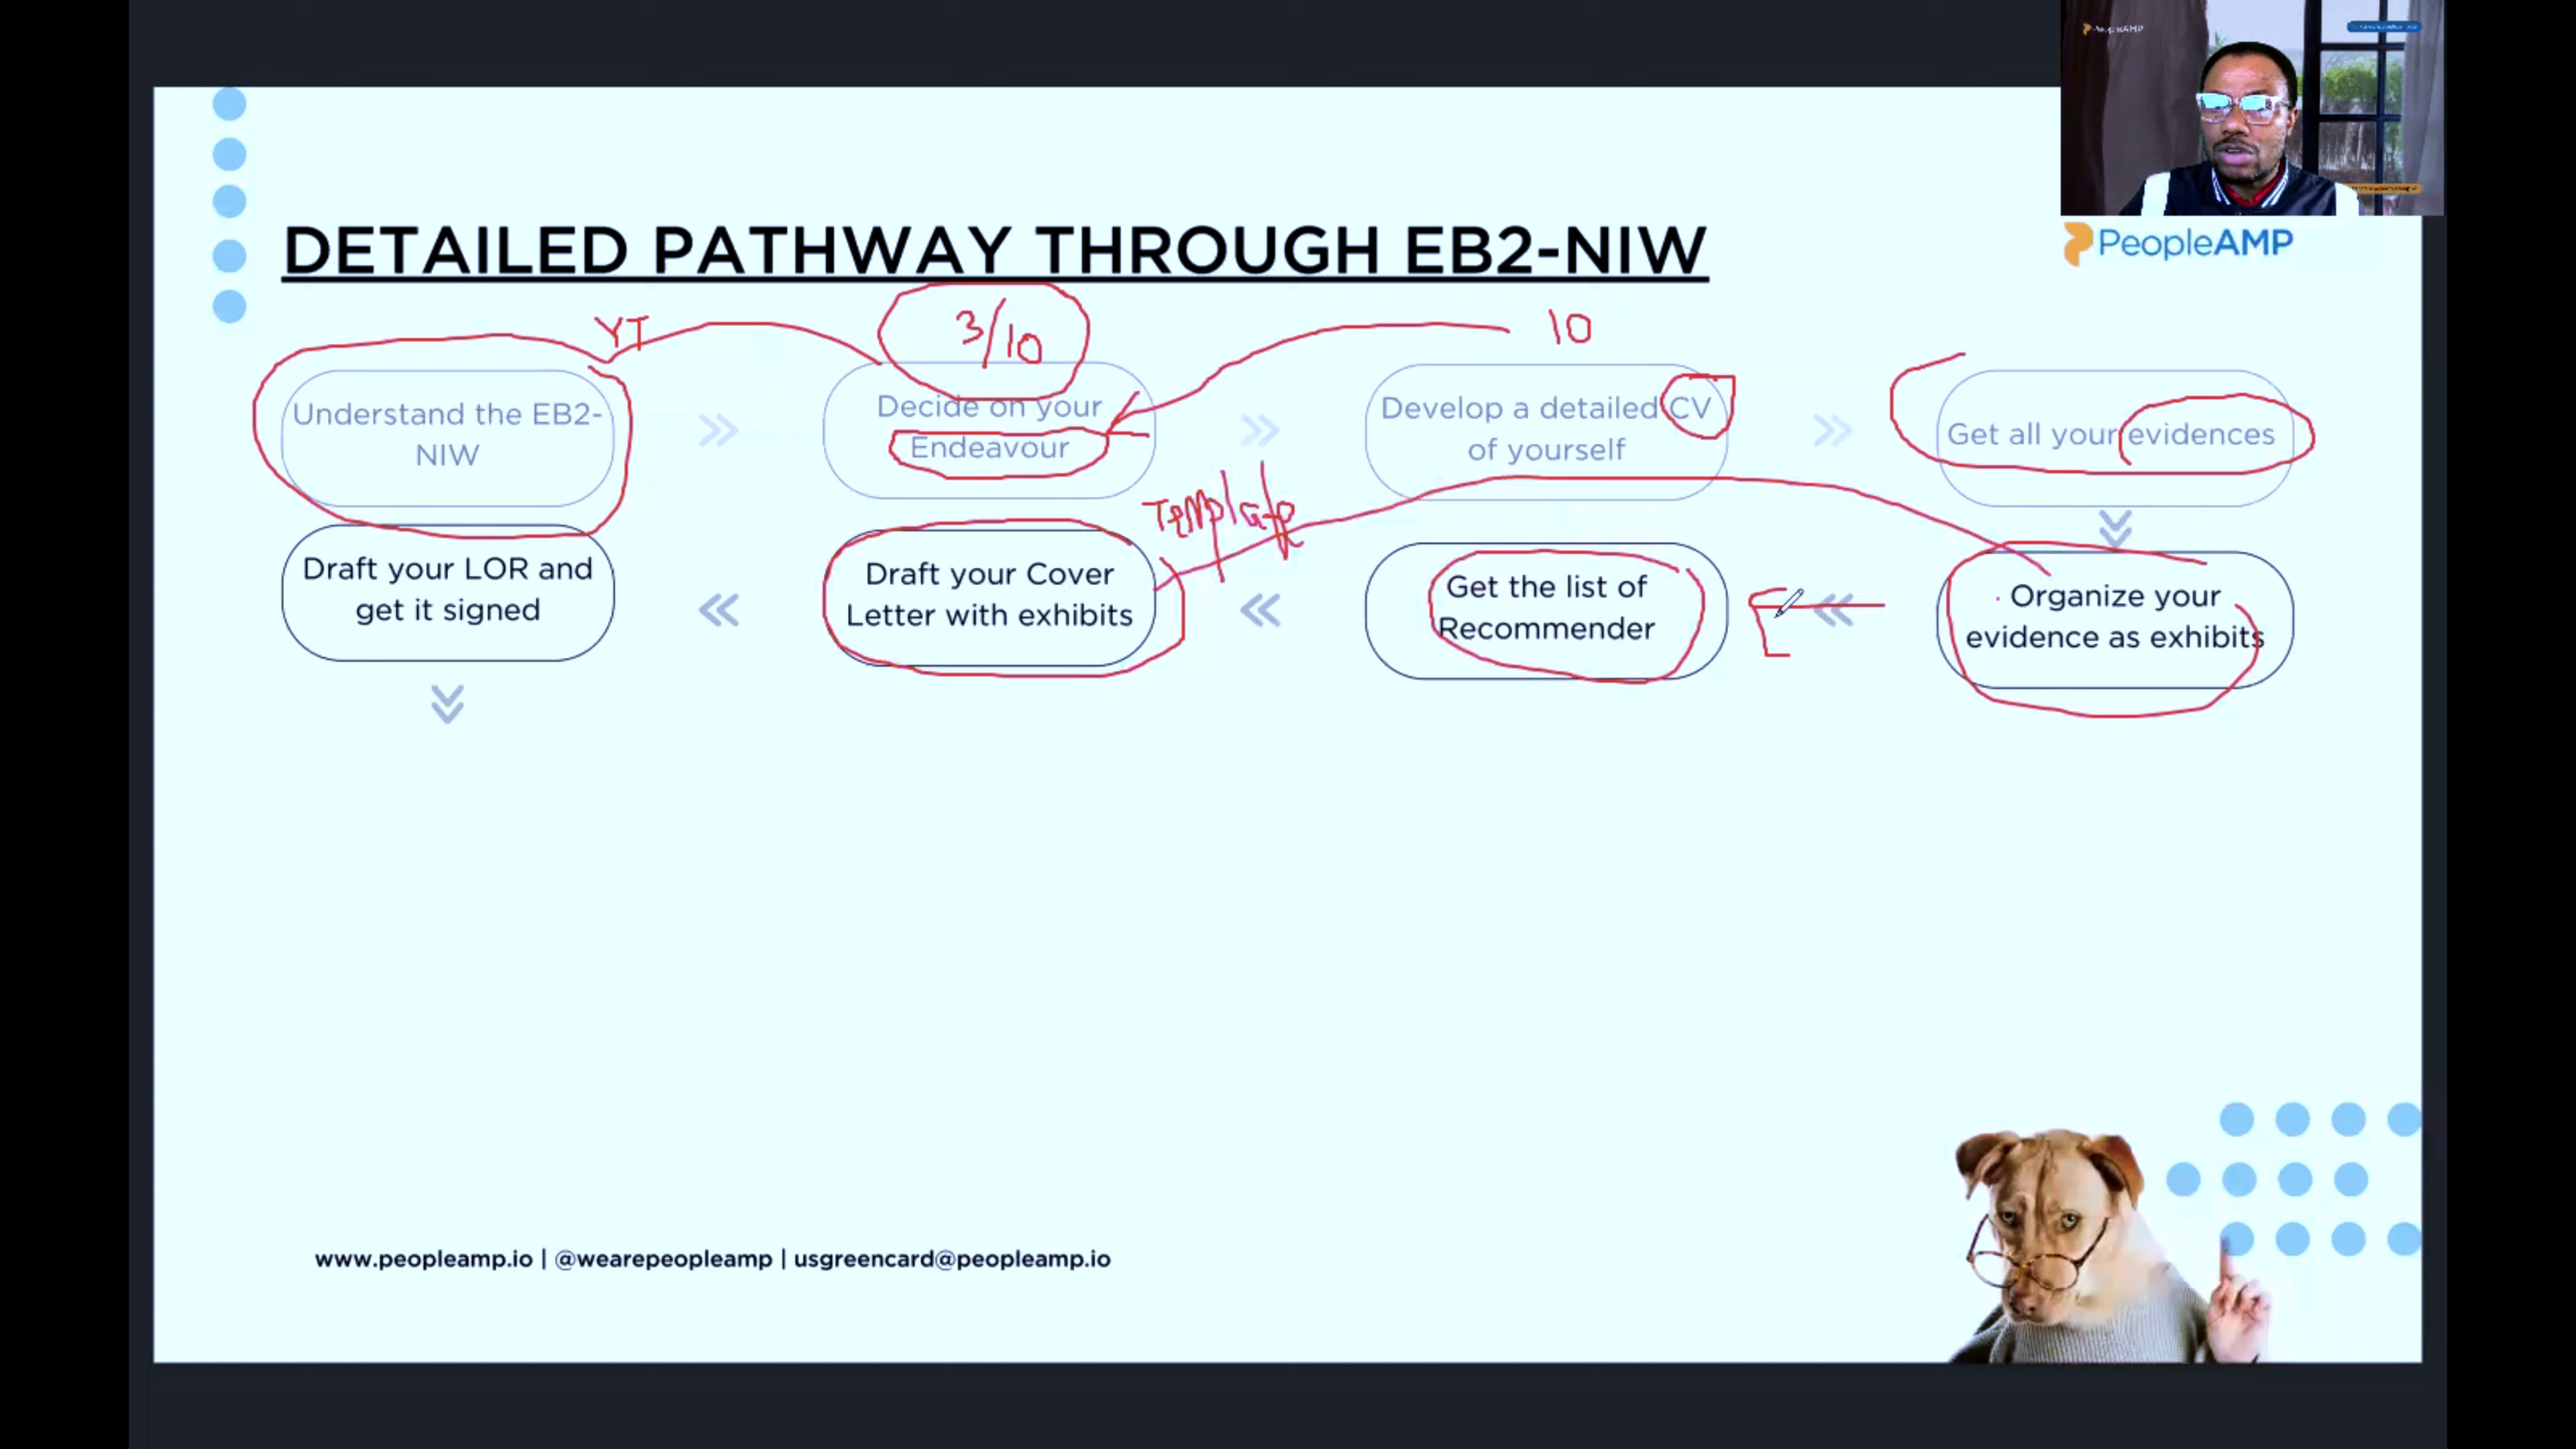 PeopleAMP
DETAILED PATHWAY THROUGH EB2-NIW
PeopleAMP
YT
3/10
10
Understand the EB2-
NIW
Decide on your
Endeavour
Develop a detailed CV
of yourself
Get all your evidences
Template
Draft your LOR and
get it signed
Draft your Cover
Letter with exhibits
Get the list of
Recommender
Organize your
evidence as exhibits
www.peopleamp.io | @wearepeopleamp | usgreencard@peopleamp.io